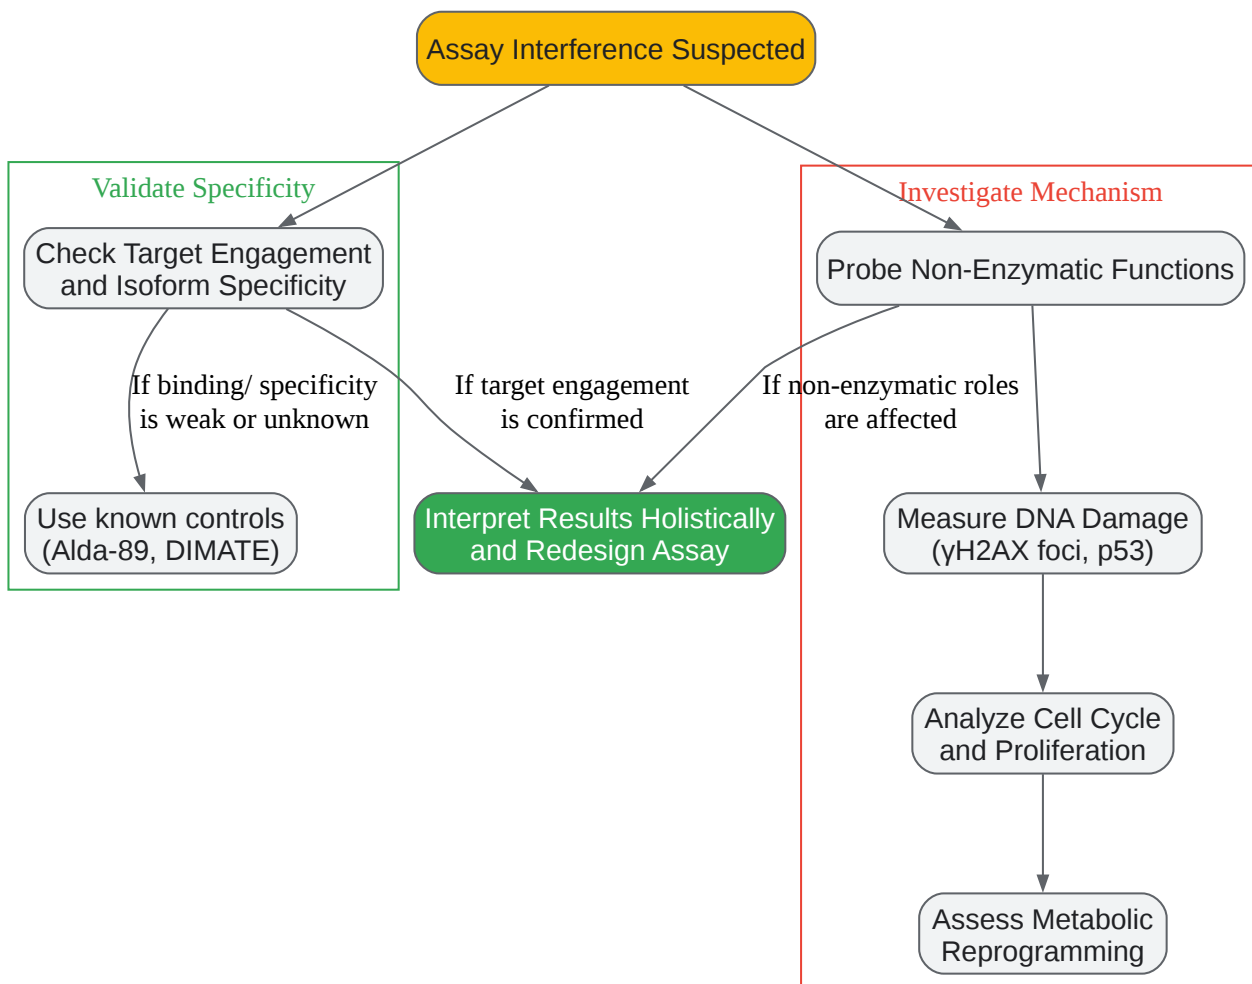 Assay Interference Suspected
Validate Specificity
Investigate Mechanism
Check Target Engagement
and Isoform Specificity
Probe Non-Enzymatic Functions
If binding/ specificity
is weak or unknown
If target engagement
is confirmed
If non-enzymatic roles
are affected
Use known controls
(Alda-89, DIMATE)
Interpret Results Holistically
and Redesign Assay
Measure DNA Damage
(γH2AX foci, p53)
Analyze Cell Cycle
and Proliferation
Assess Metabolic
Reprogramming